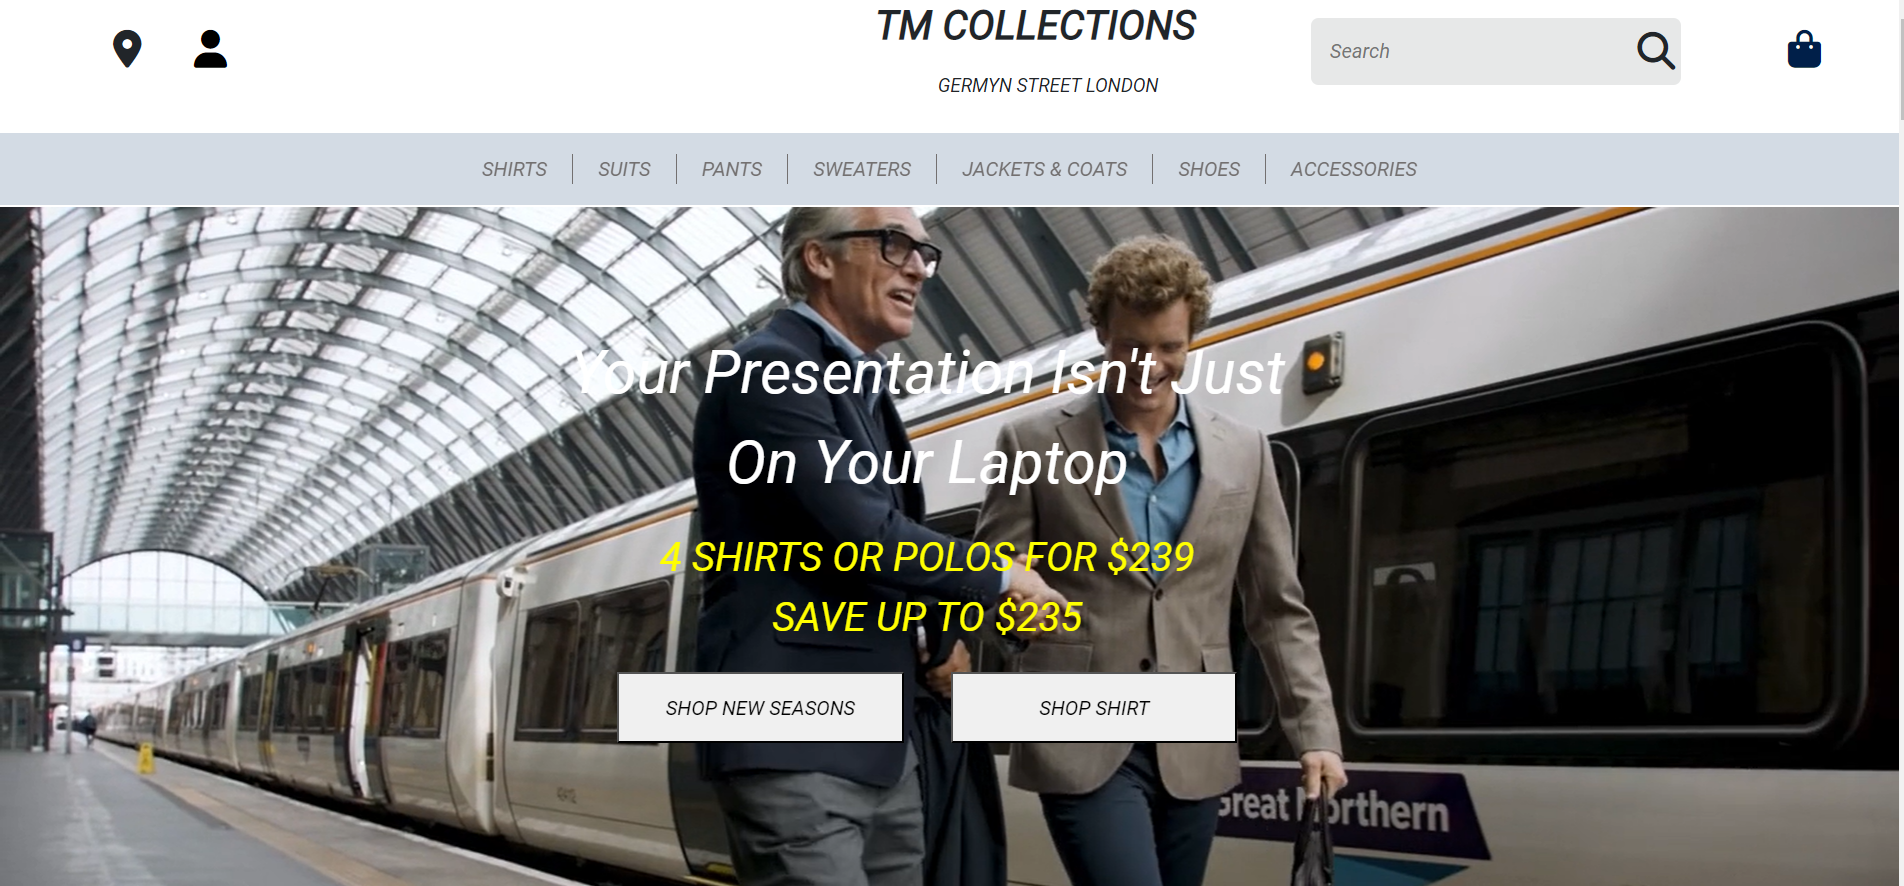 TM COLLECTIONS
GERMYN STREET LONDON
Search
SHIRTS
SUITS
PANTS
SWEATERS
JACKETS & COATS
SHOES
ACCESSORIES
Your Presentation Isn't Just
On Your Laptop
4 SHIRTS OR POLOS FOR $239
SAVE UP TO $235
SHOP NEW SEASONS
SHOP SHIRT
Great Northern